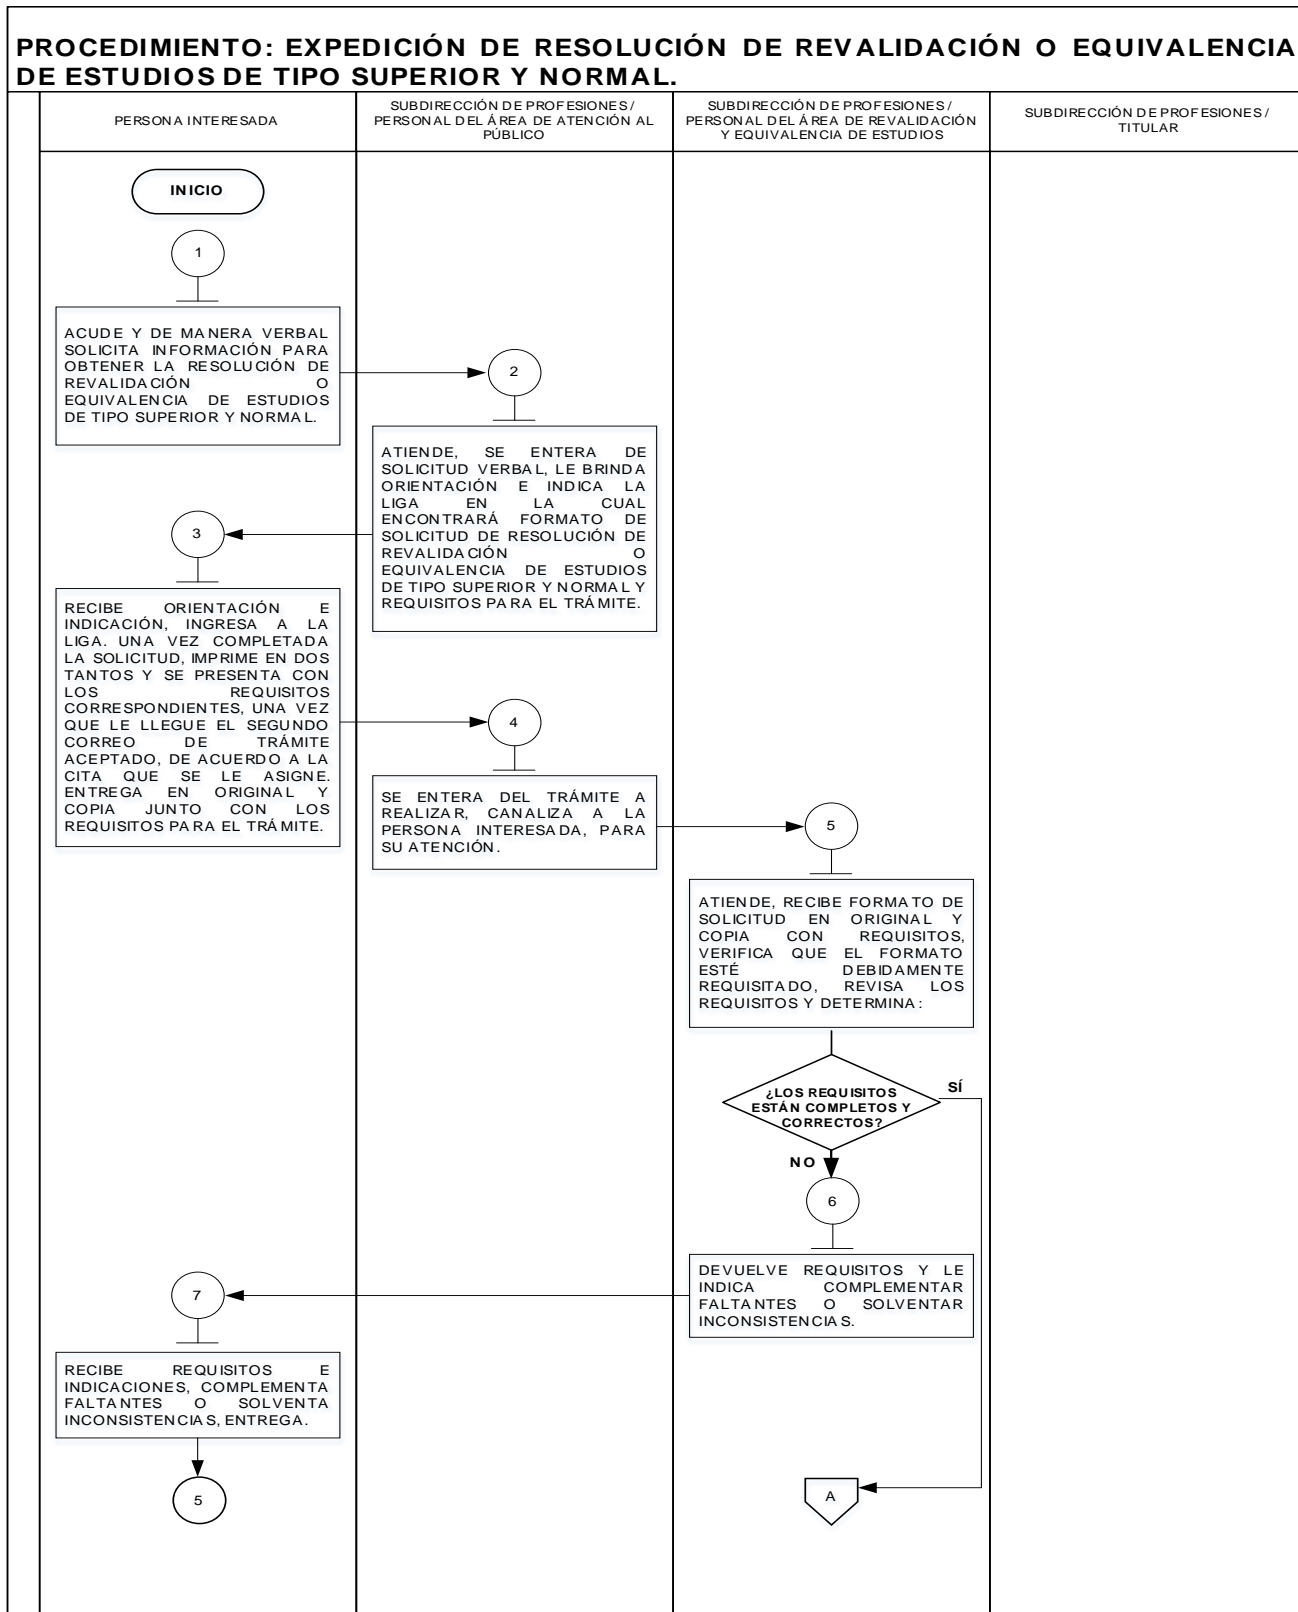 PROCEDIMIENTO: EXPEDICIÓN DE RESOLUCIÓN DE REVALIDACIÓN O EQUIVALENCIA
DE ESTUDIOS DE TIPO SUPERIOR Y NORMAL.
PERSONA INTERESADA
SUBDIRECCIÓN DE PROFESIONES /
PERSONAL DEL ÁREA DE ATENCIÓN AL
PÚBLICO
SUBDIRECCIÓN DE PROFESIONES /
PERSONAL DEL ÁREA DE REVALIDACIÓN
Y EQUIVALENCIA DE ESTUDIOS
SUBDIRECCIÓN DE PROFESIONES /
TITULAR
INICIO
1
ACUDE Y DE MANERA VERBAL
SOLICITA INFORMACIÓN PARA
OBTENER LA RESOLUCIÓN DE
REVALIDACIÓN O
EQUIVALENCIA DE ESTUDIOS
DE TIPO SUPERIOR Y NORMAL.
2
ATIENDE, SE ENTERA DE
SOLICITUD VERBAL, LE BRINDA
ORIENTACIÓN E INDICA LA
LIGA EN LA CUAL
ENCONTRARÁ FORMATO DE
SOLICITUD DE RESOLUCIÓN DE
REVALIDACIÓN O
EQUIVALENCIA DE ESTUDIOS
DE TIPO SUPERIOR Y NORMAL Y
REQUISITOS PARA EL TRÁMITE.
3
RECIBE ORIENTACIÓN E
INDICACIÓN, INGRESA A LA
LIGA. UNA VEZ COMPLETADA
LA SOLICITUD, IMPRIME EN DOS
TANTOS Y SE PRESENTA CON
LOS REQUISITOS
CORRESPONDIENTES, UNA VEZ
QUE LE LLEGUE EL SEGUNDO
CORREO DE TRÁMITE
ACEPTADO, DE ACUERDO A LA
CITA QUE SE LE ASIGNE.
ENTREGA EN ORIGINAL Y
COPIA JUNTO CON LOS
REQUISITOS PARA EL TRÁMITE.
4
SE ENTERA DEL TRÁMITE A
REALIZAR, CANALIZA A LA
PERSONA INTERESADA, PARA
SU ATENCIÓN.
5
ATIENDE, RECIBE FORMATO DE
SOLICITUD EN ORIGINAL Y
COPIA CON REQUISITOS,
VERIFICA QUE EL FORMATO
ESTÉ DEBIDAMENTE
REQUISITADO, REVISA LOS
REQUISITOS Y DETERMINA:
¿LOS REQUISITOS
ESTÁN COMPLETOS Y
CORRECTOS?
SÍ
NO
6
DEVUELVE REQUISITOS Y LE
INDICA COMPLEMENTAR
FALTANTES O SOLVENTAR
INCONSISTENCIAS.
7
RECIBE REQUISITOS E
INDICACIONES, COMPLEMENTA
FALTANTES O SOLVENTA
INCONSISTENCIAS, ENTREGA.
5
A